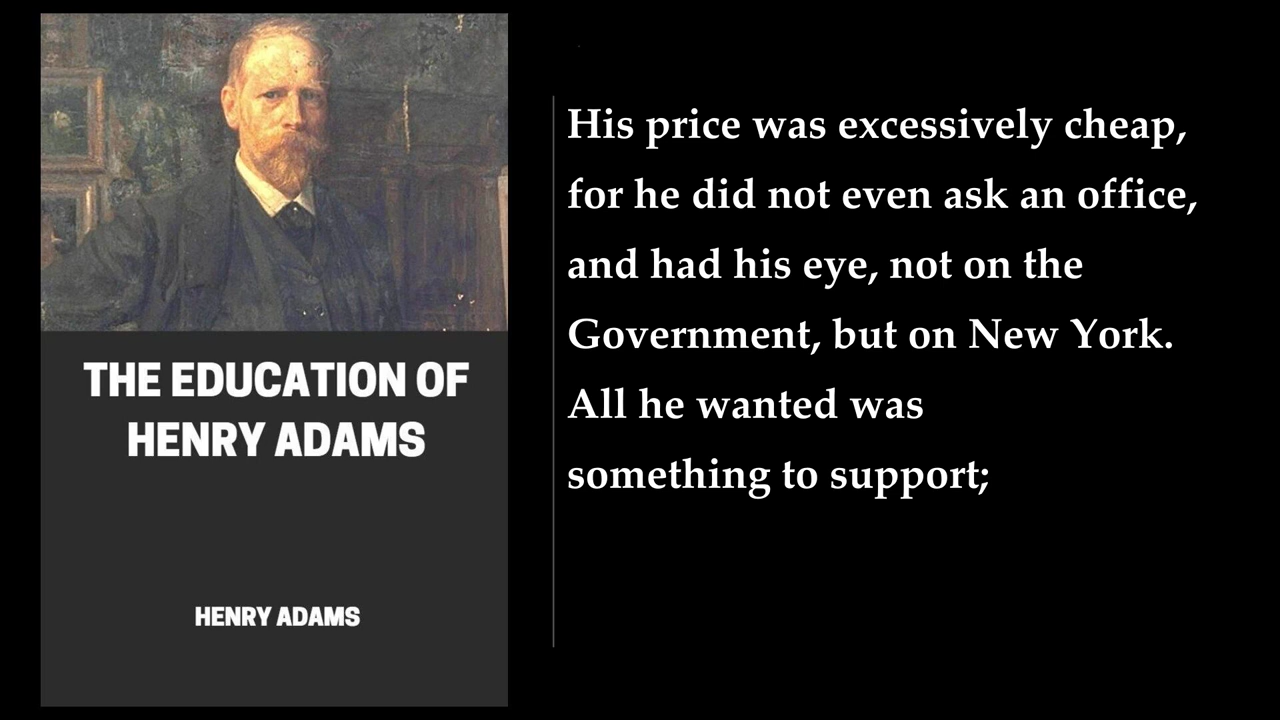 THE EDUCATION OF
HENRY ADAMS
HENRY ADAMS
His price was excessively cheap,
for he did not even ask an office,
and had his eye, not on the
Government, but on New York.
All he wanted was
something to support;